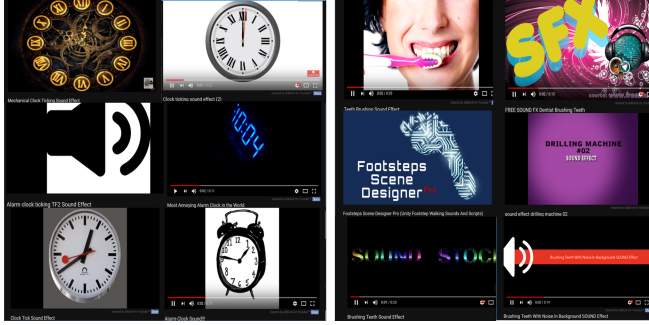 Mechanical Clock Ticking Sound Effect
Clock ticking sound effect (2)
10:04
Alarm clock ticking TF2 Sound Effect
Most Annoying Alarm Clock in the World
Clock Tick Sound Effect
Alarm-Clock Sound!!!
Teeth Brushing Sound Effect
SFX
FREE SOUND FX Dentist Brushing Teeth
Footsteps
Scene
Designer Pro
DRILLING MACHINE
#02
SOUND EFFECT
Footsteps Scene Designer Pro (Unity Footstep Walking Sounds And Scripts)
sound effect drilling machine 02
SOUND STOCK
Brushing Teeth With Noise In Background SOUND Effect
Brushing Teeth Sound Effect
Brushing Teeth With Noise In Background SOUND Effect